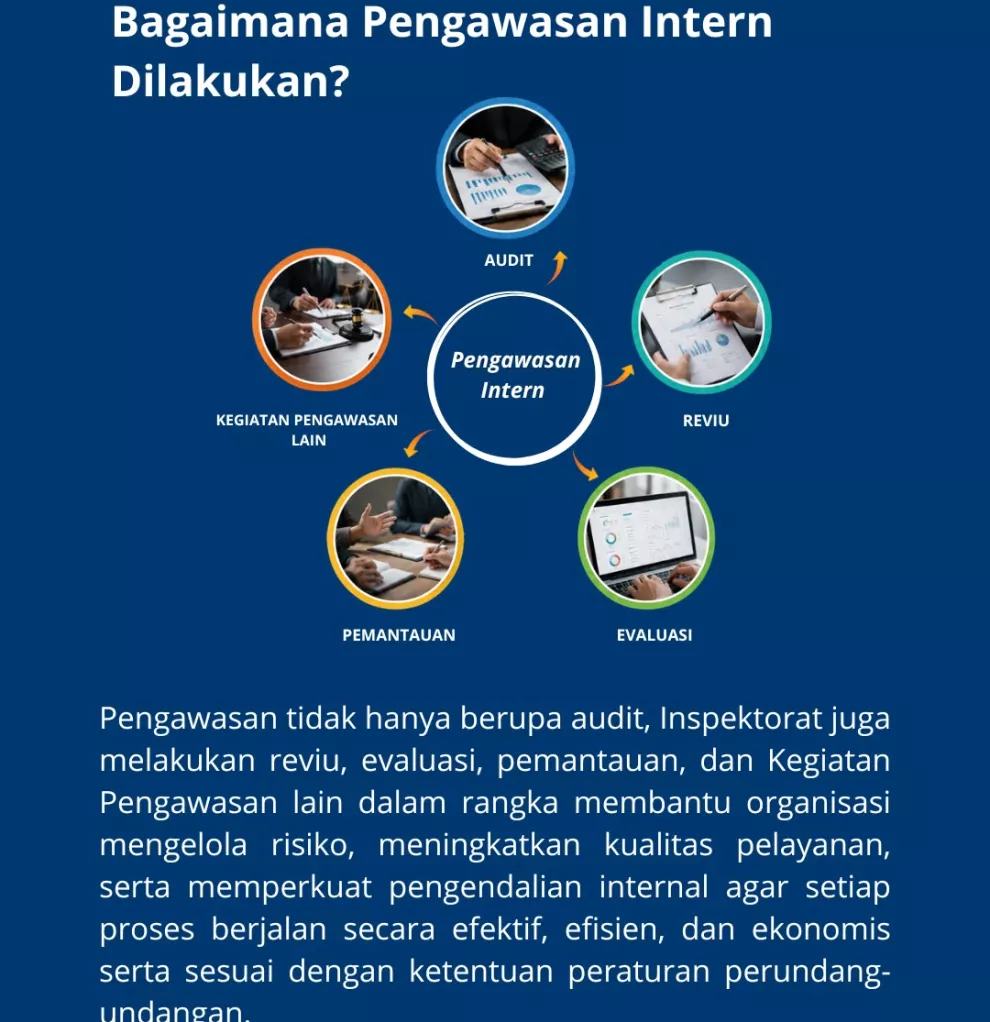 Bagaimana Pengawasan Intern
Dilakukan?
AUDIT
KEGIATAN PENGAWASAN
LAIN
Pengawasan
Intern
REVIU
PEMANTAUAN
EVALUASI
Pengawasan tidak hanya berupa audit, Inspektorat juga
melakukan reviu, evaluasi, pemantauan, dan Kegiatan
Pengawasan lain dalam rangka membantu organisasi
mengelola risiko, meningkatkan kualitas pelayanan,
serta memperkuat pengendalian internal agar setiap
proses berjalan secara efektif, efisien, dan ekonomis
serta sesuai dengan ketentuan peraturan perundang-
undangan.